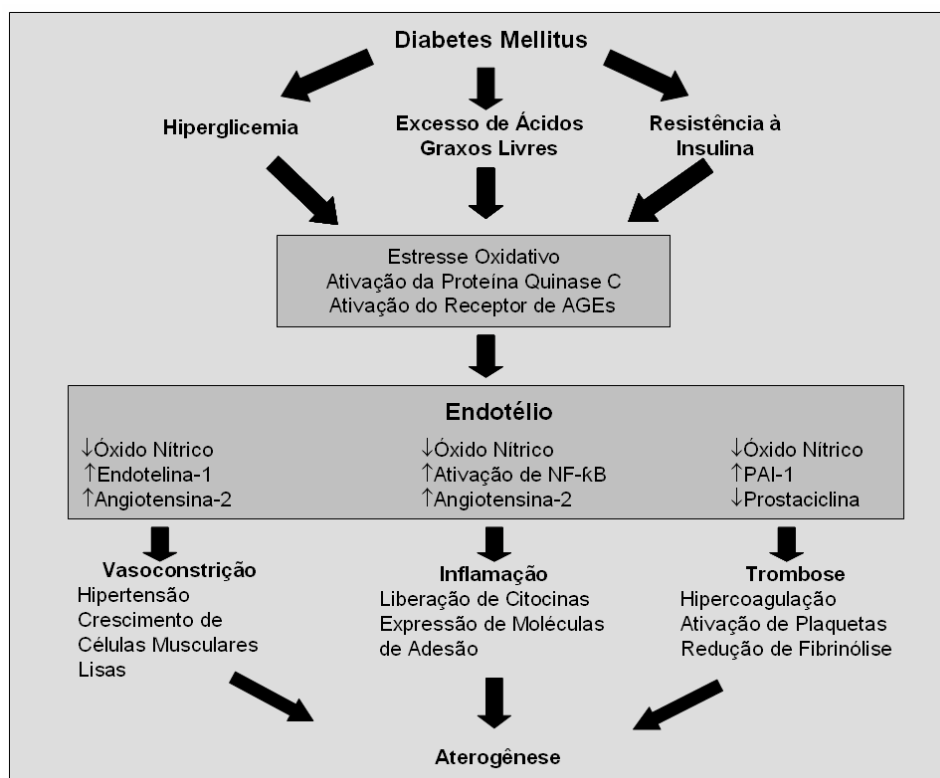 Diabetes Mellitus
Hiperglicemia
Excesso de Ácidos
Graxos Livres
Resistência à
Insulina
Estresse Oxidativo
Ativação da Proteína Quinase C
Ativação do Receptor de AGEs
Endotélio
↓Óxido Nítrico
↑Endotelina-1
↑Angiotensina-2
↓Óxido Nítrico
↑Ativação de NF-ƙB
↑Angiotensina-2
↓Óxido Nítrico
↑PAI-1
↓Prostaciclina
Vasoconstrição
Hipertensão
Crescimento de
Células Musculares
Lisas
Inflamação
Liberação de Citocinas
Expressão de Moléculas
de Adesão
Trombose
Hipercoagulação
Ativação de Plaquetas
Redução de Fibrinólise
Aterogênese